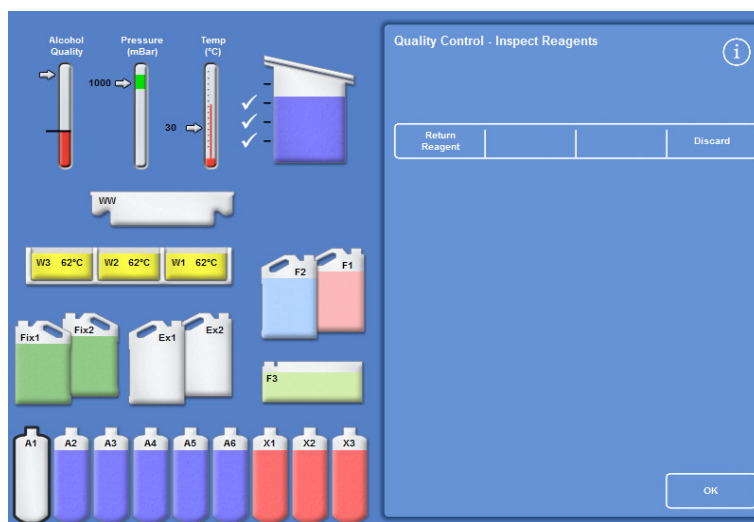 Alcohol
Quality
Pressure
(mBar)
Temp
(°C)
1000
30
WW
W3 62°C
W2 62°C
W1 62°C
F2
F1
Fix1
Fix2
Ex1
Ex2
F3
A1
A2
A3
A4
A5
A6
X1
X2
X3
Quality Control - Inspect Reagents
i
Return
Reagent
Discard
OK